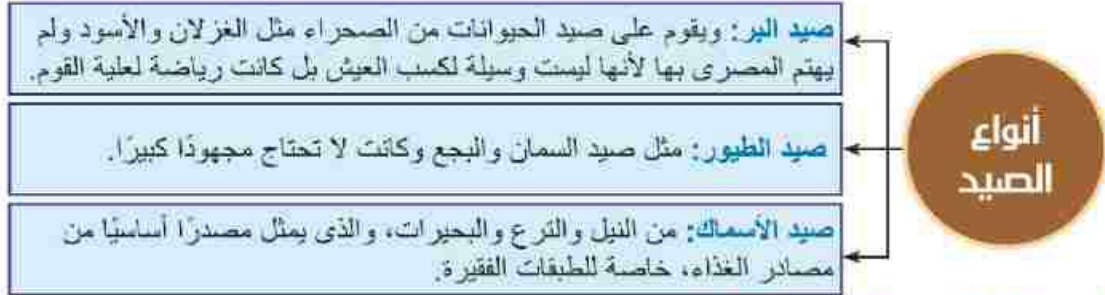 أنواع
الصيد
صيد البر: ويقوم على صيد الحيوانات من الصحراء مثل الغزلان والأسود ولم
يهتم المصرى بها لأنها ليست وسيلة لكسب العيش بل كانت رياضة لعلية القوم.
صيد الطيور: مثل صيد السمان والبجع وكانت لا تحتاج مجهودًا كبيرًا.
صيد الأسماك: من النيل والترع والبحيرات، والذى يمثل مصدرًا أساسيًا من
مصادر الغذاء، خاصة للطبقات الفقيرة.